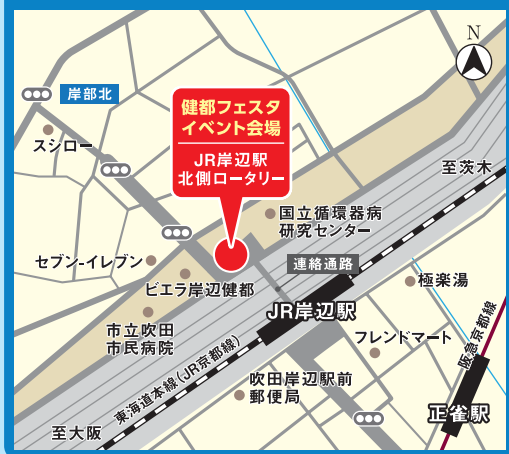 N
岸部北
健都フェスタ
イベント会場
JR岸辺駅
北側ロータリー
スシロー
至茨木
国立循環器病
研究センター
セブン-イレブン
連絡通路
ビエラ岸辺健都
極楽湯
JR岸辺駅
市立吹田
市民病院
フレンドマート
阪急京都線
東海道本線(JR京都線)
吹田岸辺駅前
郵便局
正雀駅
至大阪